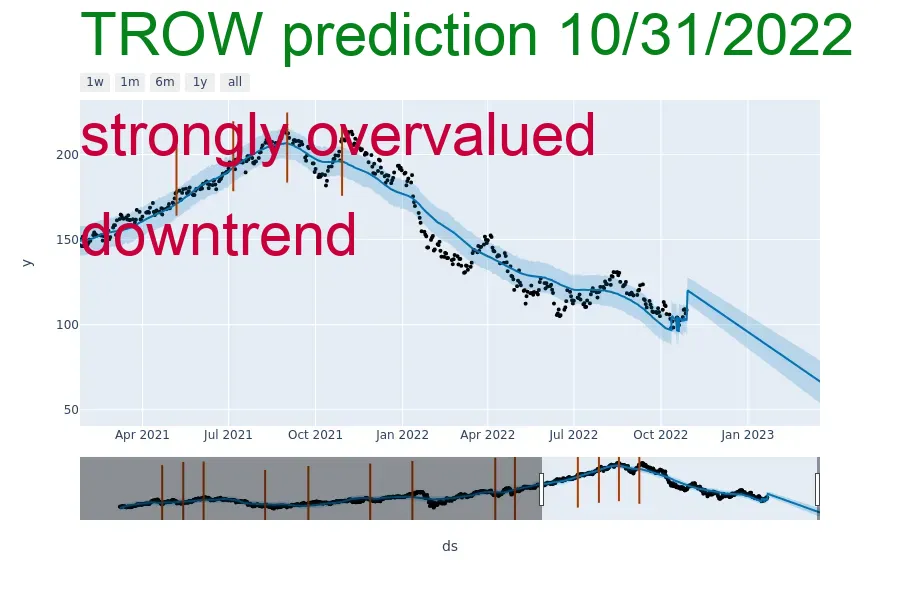 TROW prediction 10/31/2022
1w 1m 6m 1y all
strongly overvalued
downtrend
200
150
100
50
y
Apr 2021 Jul 2021 Oct 2021 Jan 2022 Apr 2022 Jul 2022 Oct 2022 Jan 2023
ds